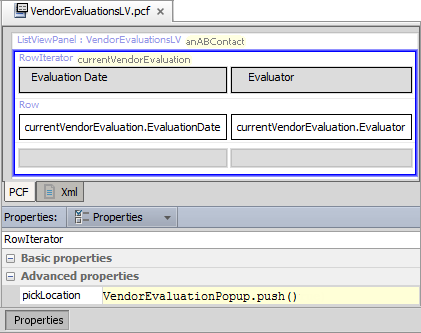 VendorEvaluationsLV.pcf
ListViewPanel : VendorEvaluationsLV anABContact
RowIterator currentVendorEvaluation
Evaluation Date Evaluator
Row
currentVendorEvaluation.EvaluationDate currentVendorEvaluation.Evaluator
PCF Xml
Properties: Properties
RowIterator
Basic properties
Advanced properties
pickLocation VendorEvaluationPopup.push()
Properties